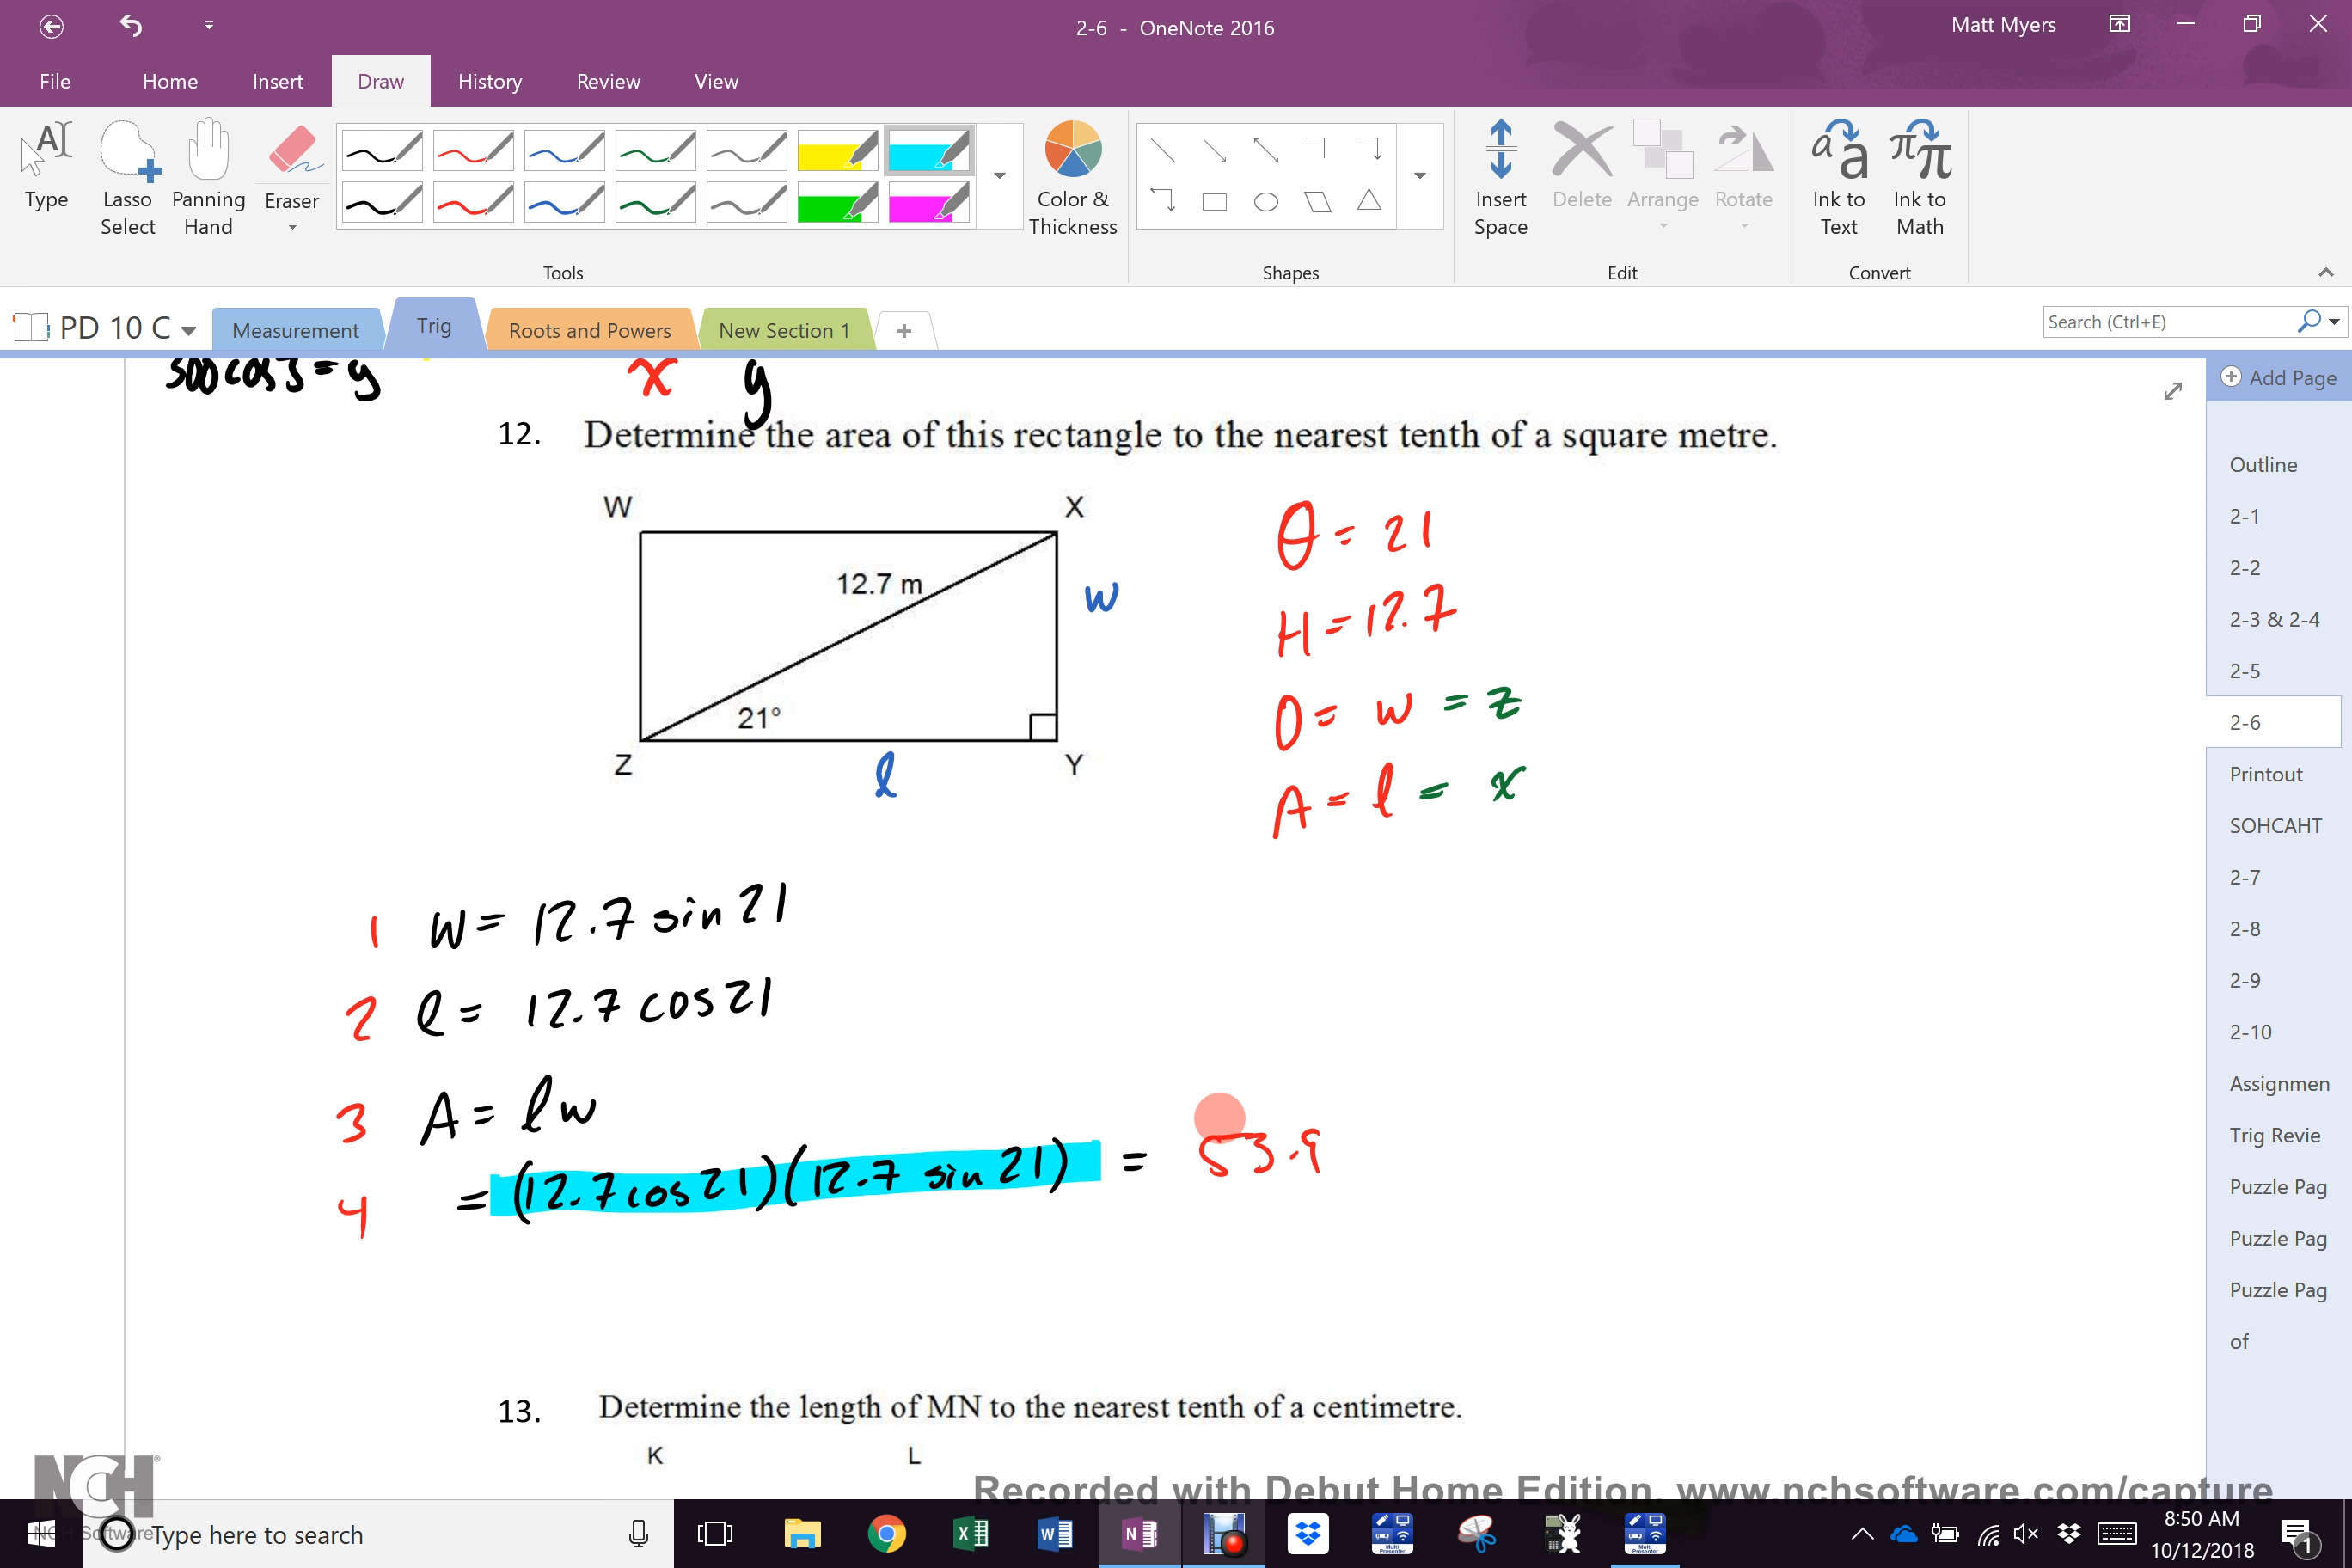 2-6 - OneNote 2016
Matt Myers
File Home Insert Draw History Review View
Type
Lasso Select
Panning Hand
Eraser
Color & Thickness
Insert Space
Delete
Arrange
Rotate
Ink to Text
Ink to Math
Tools
Shapes
Edit
Convert
PD 10 C
Measurement
Trig
Roots and Powers
New Section 1
+
Search (Ctrl+E)
Add Page
Outline
2-1
2-2
2-3 & 2-4
2-5
2-6
Printout
SOHCAHT
2-7
2-8
2-9
2-10
Assignmen
Trig Revie
Puzzle Pag
Puzzle Pag
Puzzle Pag
of
= y
x y
12. Determine the area of this rectangle to the nearest tenth of a square metre.
W X
12.7 m
w
21°
Z Y
l
θ = 21
H = 12.7
O = w = z
A = l = x
1 w = 12.7 sin 21
2 l = 12.7 cos 21
3 A = lw
4 = (12.7 cos 21)(12.7 sin 21) = 53.9
13. Determine the length of MN to the nearest tenth of a centimetre.
K L
NCH
NCH Software
Recorded with Debut Home Edition. www.nchsoftware.com/capture
Type here to search
8:50 AM
10/12/2018
1